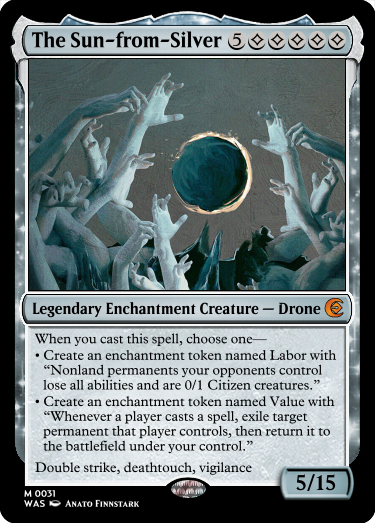 The Sun-from-Silver 5
Legendary Enchantment Creature — Drone
When you cast this spell, choose one—
• Create an enchantment token named Labor with
“Nonland permanents your opponents control
lose all abilities and are 0/1 Citizen creatures.”
• Create an enchantment token named Value with
“Whenever a player casts a spell, exile target
permanent that player controls, then return it to
the battlefield under your control.”
Double strike, deathtouch, vigilance
5/15
M 0031
WAS ANATO FINNSTARK